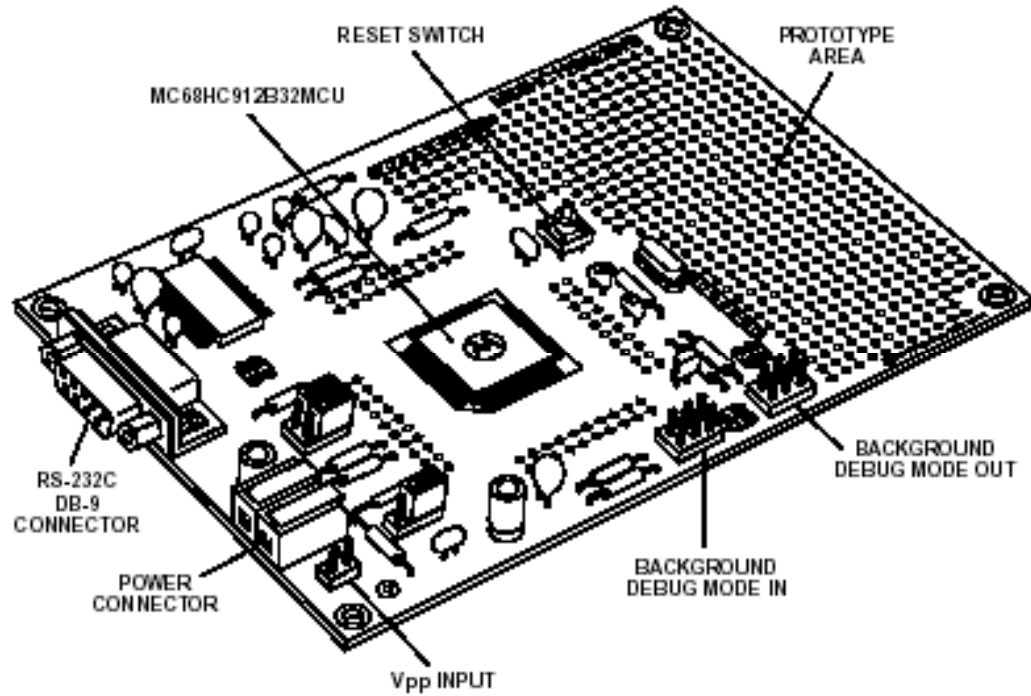 RESET SWITCH
PROTOTYPE
AREA
MC68HC912B32MCU
RS-232C
DB-9
CONNECTOR
BACKGROUND
DEBUG MODE OUT
POWER
CONNECTOR
BACKGROUND
DEBUG MODE IN
Vpp INPUT